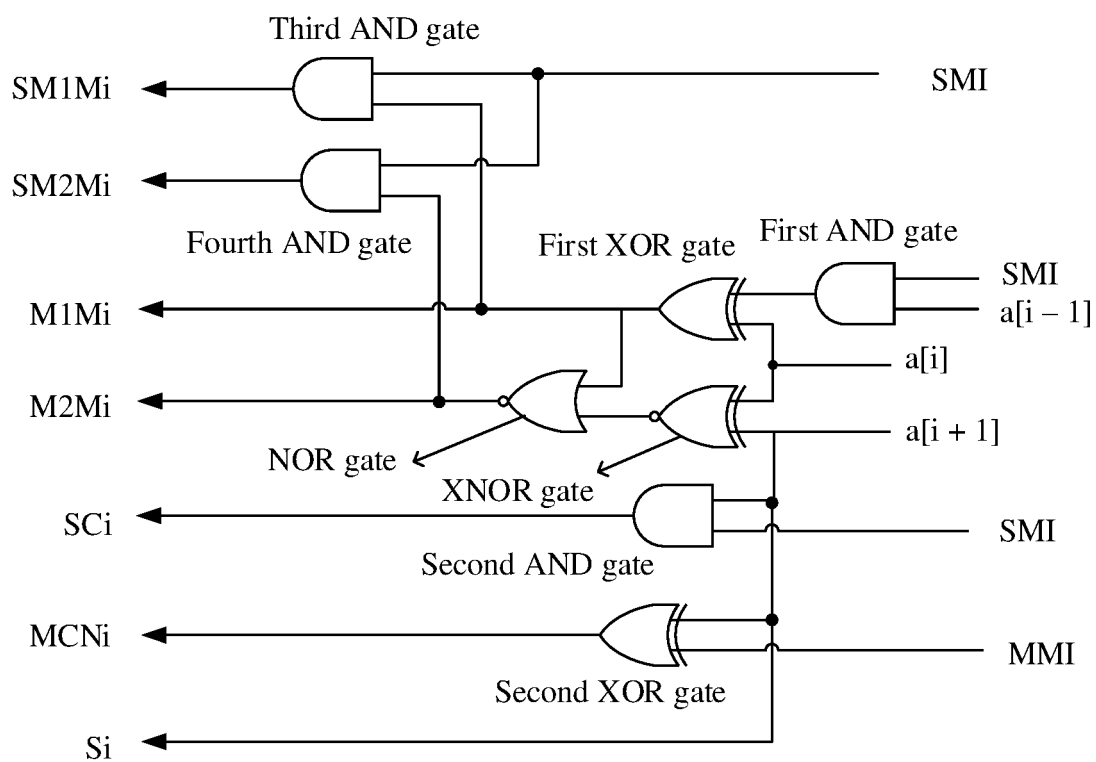 Third AND gate
SM1Mi
SMI
SM2Mi
Fourth AND gate
First XOR gate
First AND gate
SMI
M1Mi
a[i – 1]
a[i]
M2Mi
a[i + 1]
NOR gate
XNOR gate
SCi
SMI
Second AND gate
MCNi
MMI
Second XOR gate
Si